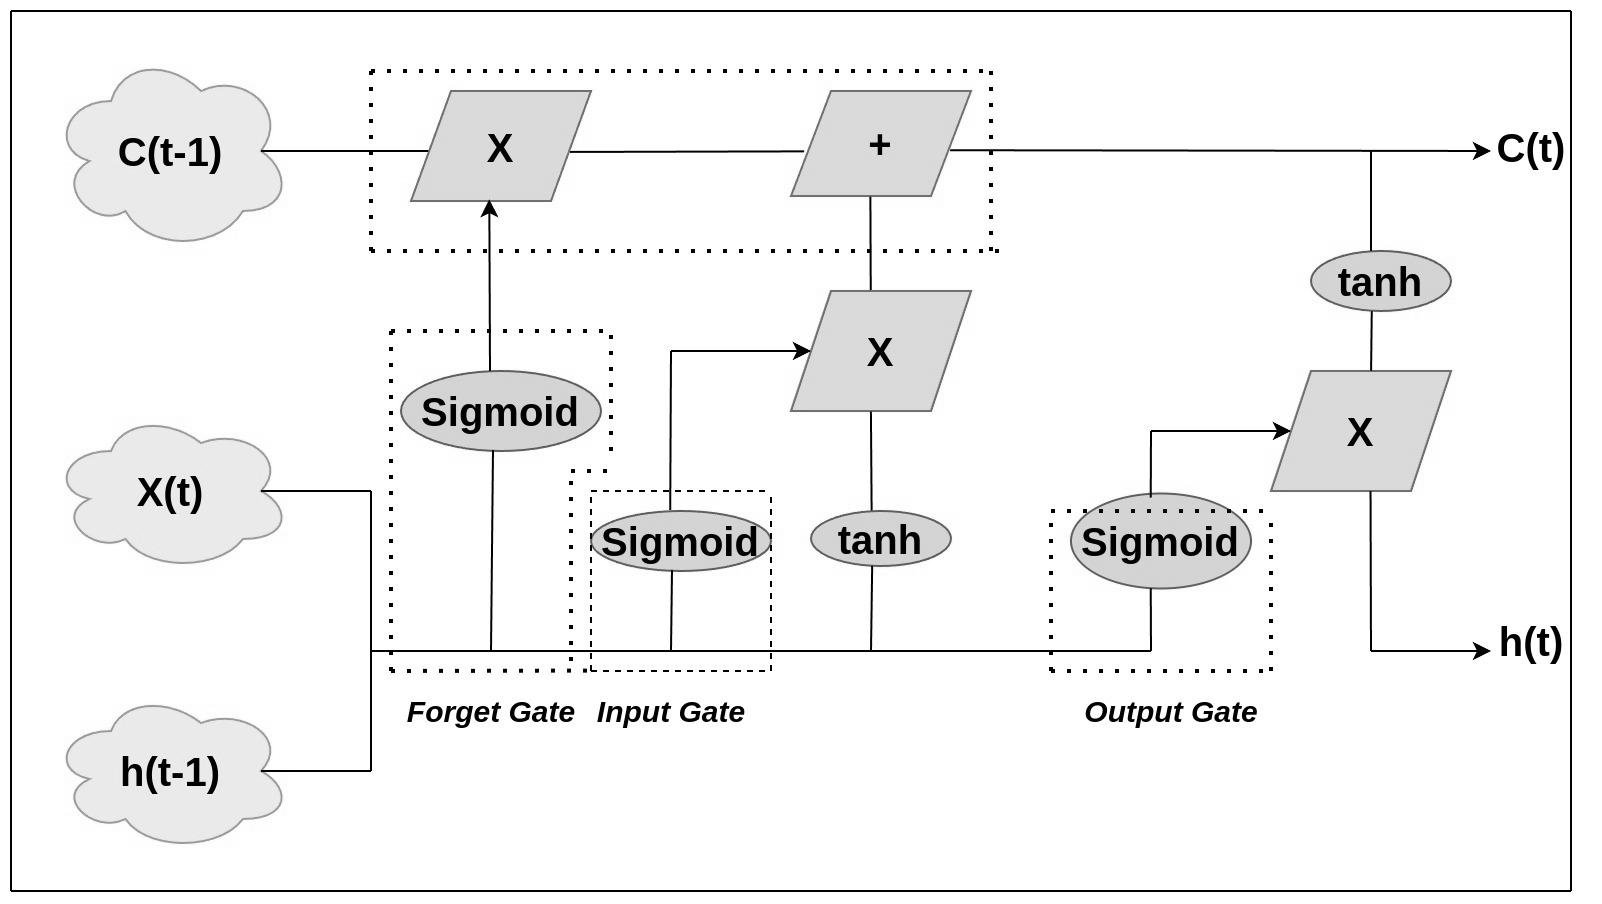 C(t-1)
X
+
C(t)
tanh
X
Sigmoid
X
X(t)
Sigmoid
tanh
Sigmoid
h(t)
Forget Gate
Input Gate
Output Gate
h(t-1)